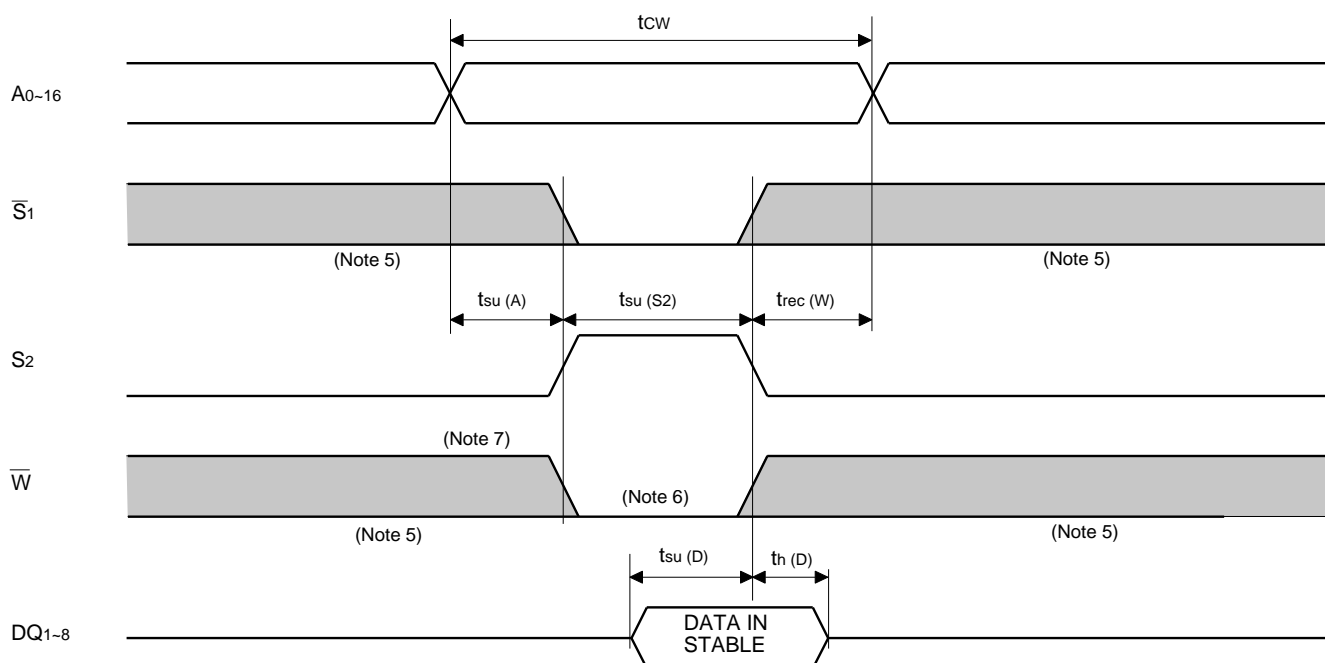 tCW
A0~16
S1
(Note 5)
(Note 5)
tsu (A)
tsu (S2)
trec (W)
S2
(Note 7)
W
(Note 6)
(Note 5)
(Note 5)
tsu (D)
th (D)
DQ1~8
DATA IN
STABLE